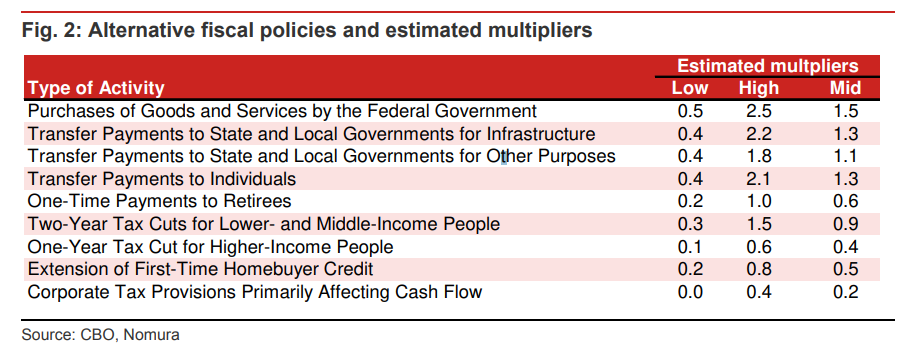 Fig. 2: Alternative fiscal policies and estimated multipliers
Estimated multpliers
Type of Activity Low High Mid
Purchases of Goods and Services by the Federal Government 0.5 2.5 1.5
Transfer Payments to State and Local Governments for Infrastructure 0.4 2.2 1.3
Transfer Payments to State and Local Governments for Other Purposes 0.4 1.8 1.1
Transfer Payments to Individuals 0.4 2.1 1.3
One-Time Payments to Retirees 0.2 1.0 0.6
Two-Year Tax Cuts for Lower- and Middle-Income People 0.3 1.5 0.9
One-Year Tax Cut for Higher-Income People 0.1 0.6 0.4
Extension of First-Time Homebuyer Credit 0.2 0.8 0.5
Corporate Tax Provisions Primarily Affecting Cash Flow 0.0 0.4 0.2
Source: CBO, Nomura